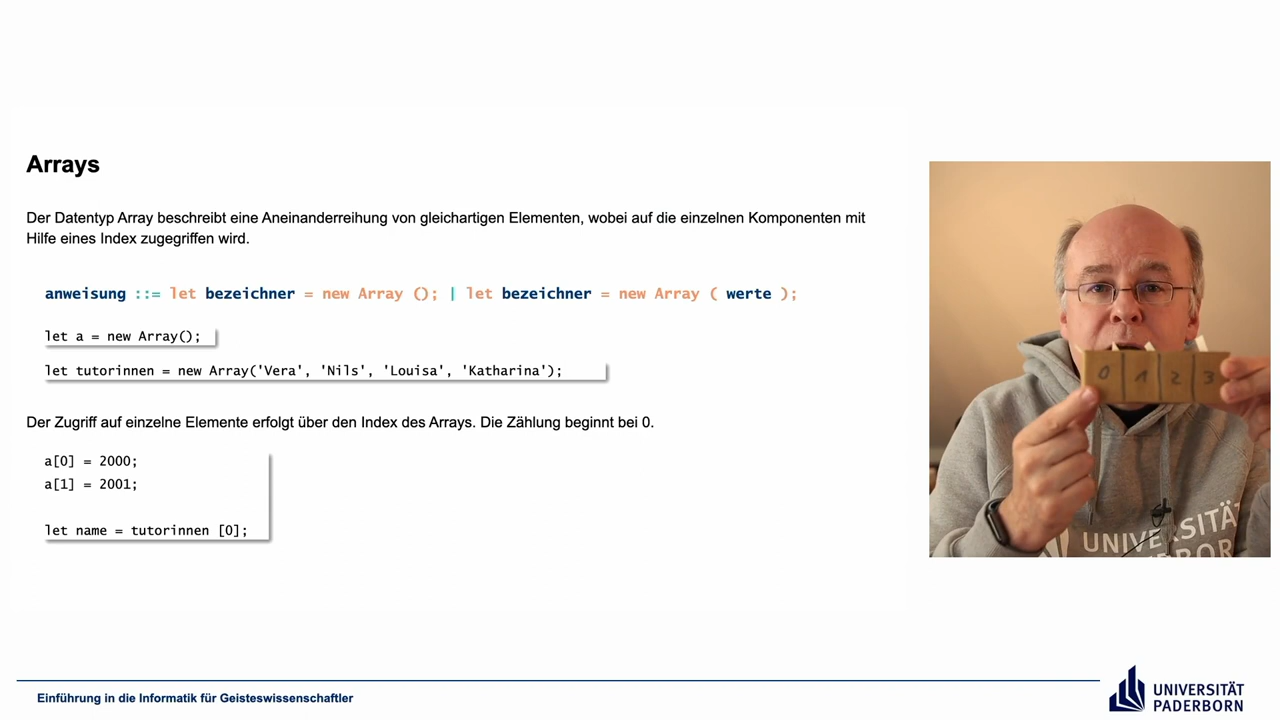 Arrays
Der Datentyp Array beschreibt eine Aneinanderreihung von gleichartigen Elementen, wobei auf die einzelnen Komponenten mit
Hilfe eines Index zugegriffen wird.
anweisung ::= let bezeichner = new Array (); | let bezeichner = new Array ( werte );
let a = new Array();
let tutorinnen = new Array('Vera', 'Nils', 'Louisa', 'Katharina');
Der Zugriff auf einzelne Elemente erfolgt über den Index des Arrays. Die Zählung beginnt bei 0.
a[0] = 2000;
a[1] = 2001;
let name = tutorinnen [0];
0 1 2 3
UNIVERSITÄ
DERBOR
Einführung in die Informatik für Geisteswissenschaftler
UNIVERSITÄT
PADERBORN